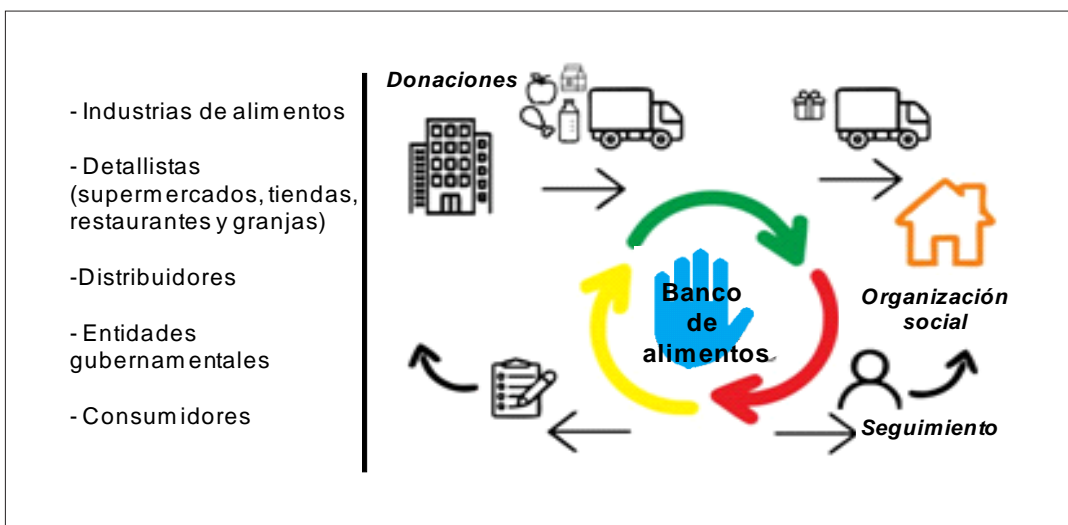 - Industrias de alimentos
- Detallistas
(supermercados, tiendas,
restaurantes y granjas)
-Distribuidores
- Entidades
gubernamentales
- Consumidores
Donaciones
Banco
de
alimentos
Organización
social
Seguimiento